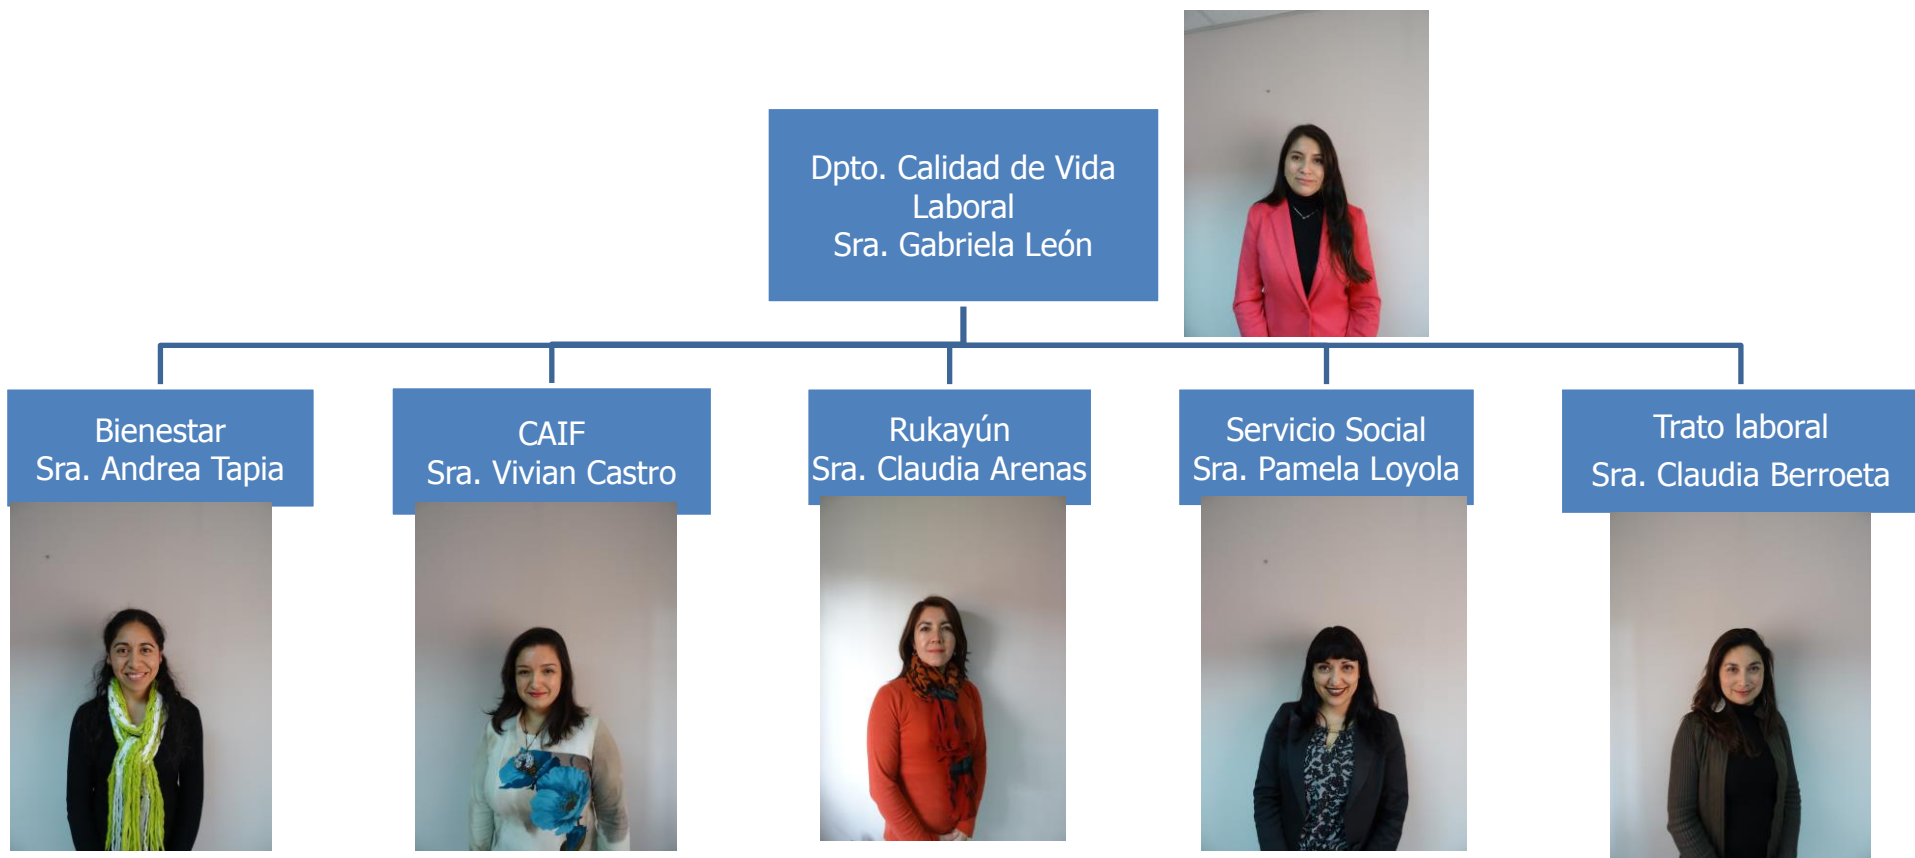 Dpto. Calidad de Vida
Laboral
Sra. Gabriela León
Bienestar
Sra. Andrea Tapia
CAIF
Sra. Vivian Castro
Rukayún
Sra. Claudia Arenas
Servicio Social
Sra. Pamela Loyola
Trato laboral
Sra. Claudia Berroeta